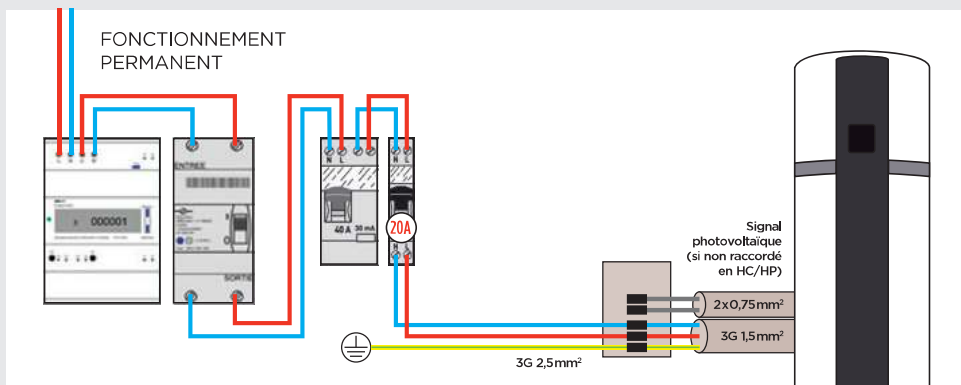 FONCTIONNEMENT
PERMANENT
N L
N L
ENTREE
000001
40 A 30 mA
20A
N L
SORTIE
Signal
photovoltaïque
(si non raccordé
en HC/HP)
2x0,75mm²
3G 1,5mm²
3G 2,5mm²